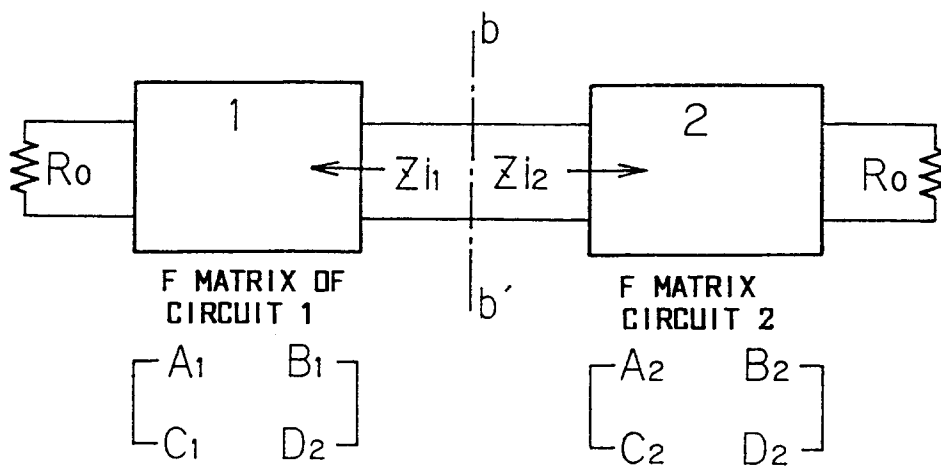 b
1
2
Ro
Zi1
Zi2
Ro
F MATRIX OF
CIRCUIT 1
b′
F MATRIX
CIRCUIT 2
A1 B1
C1 D2
A2 B2
C2 D2